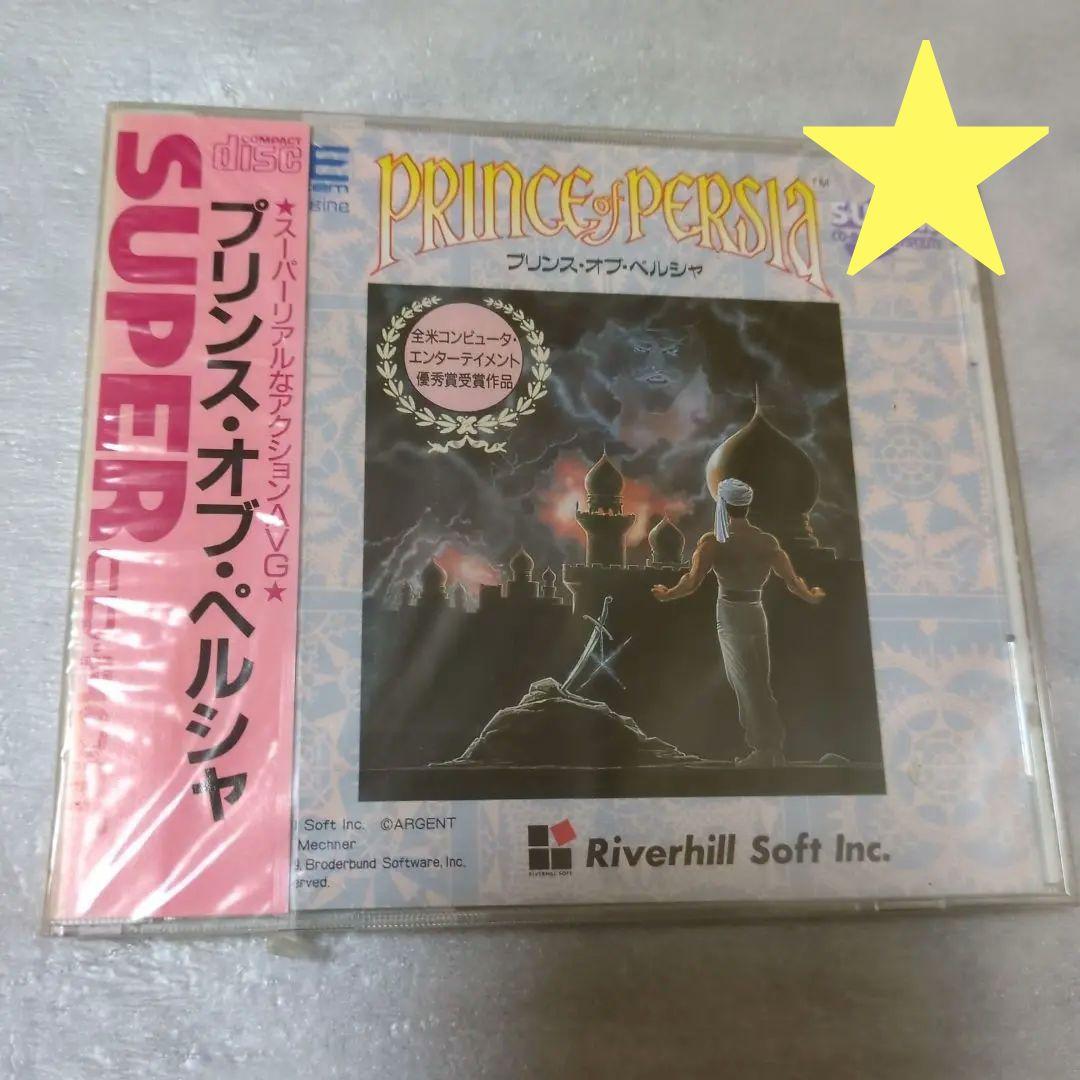 COMPACT
disc
SUPER
★スーパーリアルなアクションAVG★
プリンス・オブ・ペルシャ
PRINCE of PERSIA™
プリンス・オブ・ペルシャ
全米コンピュータ・
エンターテイメント
優秀賞受賞作品
Soft Inc. ©ARGENT
Mechner
Broderbund Software, Inc.
RIVERHILL SOFT
Riverhill Soft Inc.